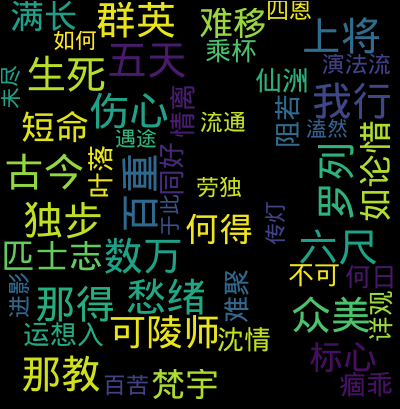 满长
群英
难移
四恩
如何
乘杯
上将
五天
演法流
未尽
生死
仙洲
伤心
情离
我行
短命
遇途
流通
阻若
溘然
如论惜
古今
占落
百重
同好
罗列
劳独
独步
于此
何得
传灯
六尺
匹士志
数万
不可
何日
进影
那得
愁绪
难聚
众美
详观
运想入
可陵师
沈情
标心
那教
百苦
梵宇
痼乖